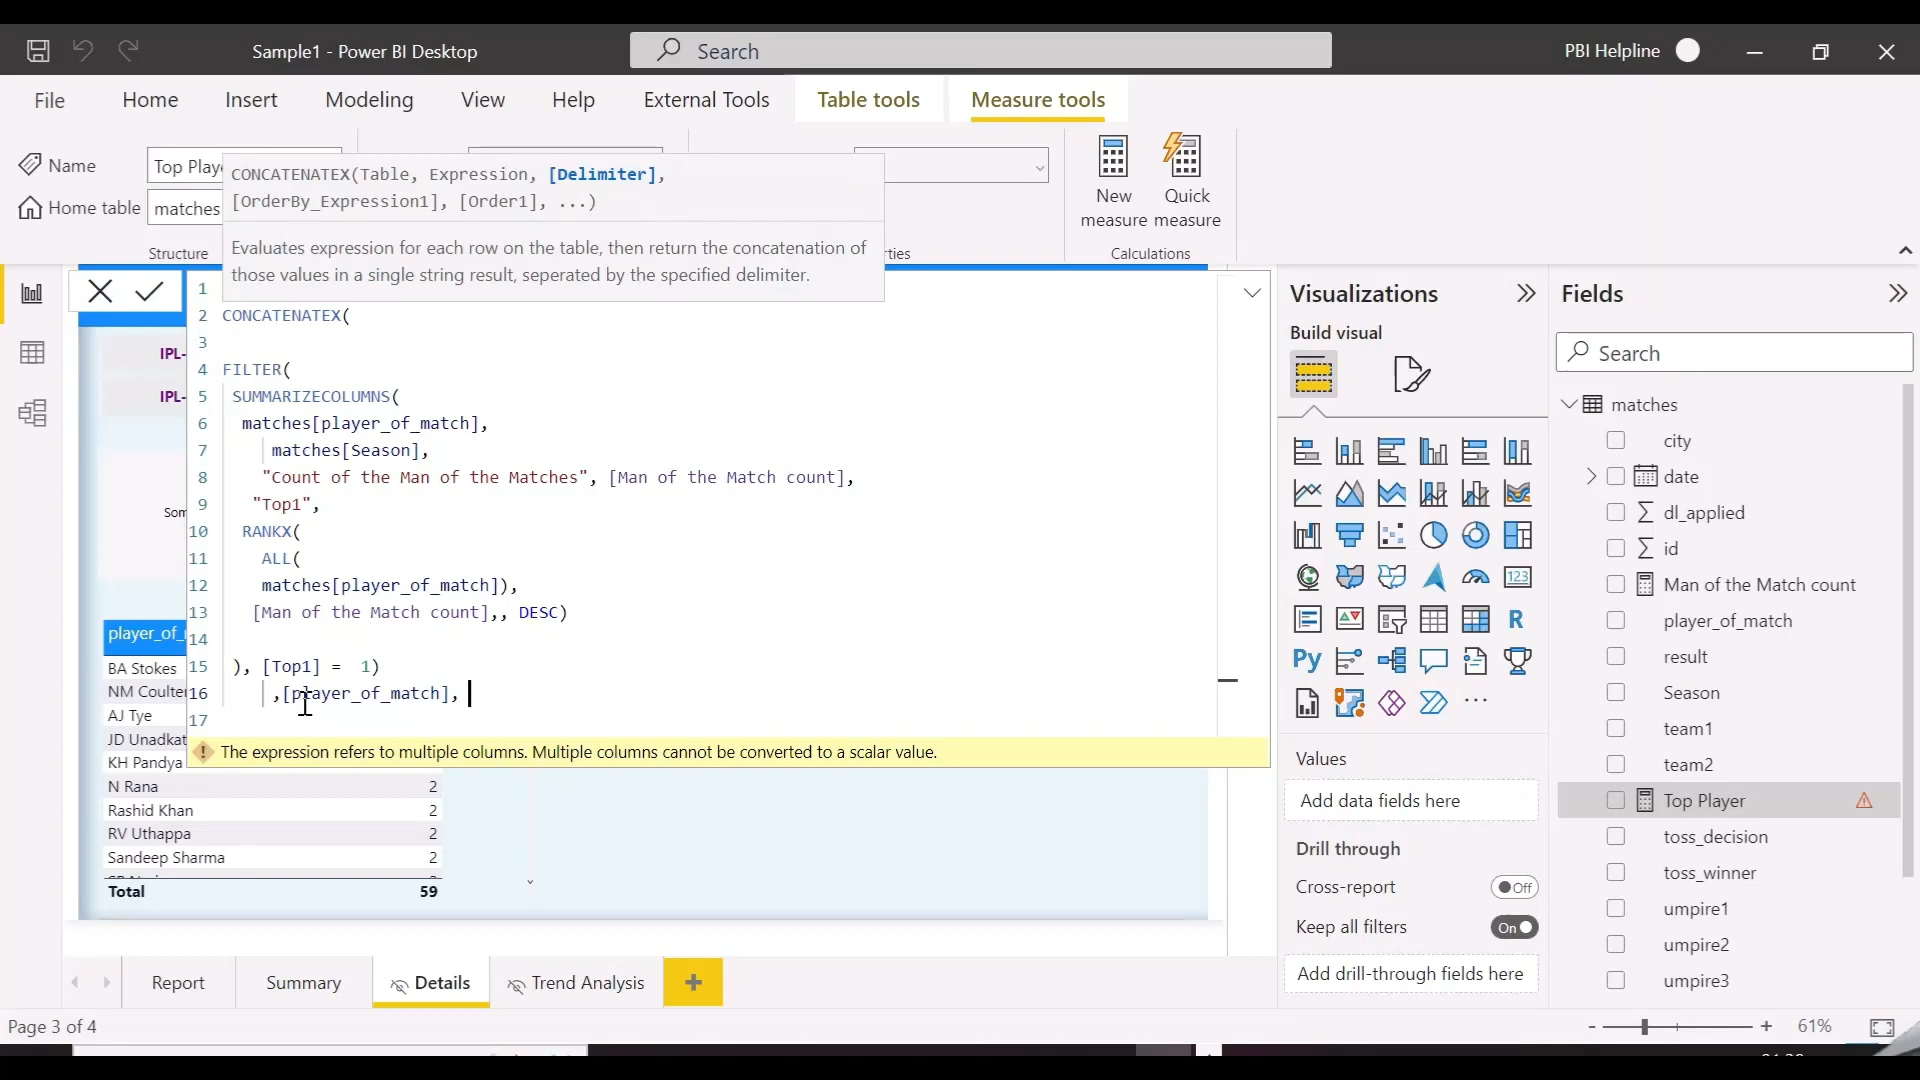 Sample1 - Power BI Desktop
Search
PBI Helpline
File
Home
Insert
Modeling
View
Help
External Tools
Table tools
Measure tools
Name
Top Play
Home table
matches
Structure
CONCATENATEX(Table, Expression, [Delimiter],
[OrderBy_Expression1], [Order1], ...)
Evaluates expression for each row on the table, then return the concatenation of
those values in a single string result, seperated by the specified delimiter.
rties
New
measure
Quick
measure
Calculations
1
2 CONCATENATEX(
3
4 FILTER(
5 SUMMARIZECOLUMNS(
6 matches[player_of_match],
7 matches[Season],
8 "Count of the Man of the Matches", [Man of the Match count],
9 "Top1",
10 RANKX(
11 ALL(
12 matches[player_of_match]),
13 [Man of the Match count],, DESC)
14
15 ), [Top1] = 1)
16 ,[player_of_match],
17
The expression refers to multiple columns. Multiple columns cannot be converted to a scalar value.
IPL-
IPL-
Som
player_of_
BA Stokes
NM Coulter
AJ Tye
JD Unadkat
KH Pandya
N Rana 2
Rashid Khan 2
RV Uthappa 2
Sandeep Sharma 2
Total 59
Visualizations
Build visual
123
R
Py
Values
Add data fields here
Drill through
Cross-report
Off
Keep all filters
On
Add drill-through fields here
Fields
Search
matches
city
date
dl_applied
id
Man of the Match count
player_of_match
result
Season
team1
team2
Top Player
toss_decision
toss_winner
umpire1
umpire2
umpire3
Report
Summary
Details
Trend Analysis
Page 3 of 4
61%